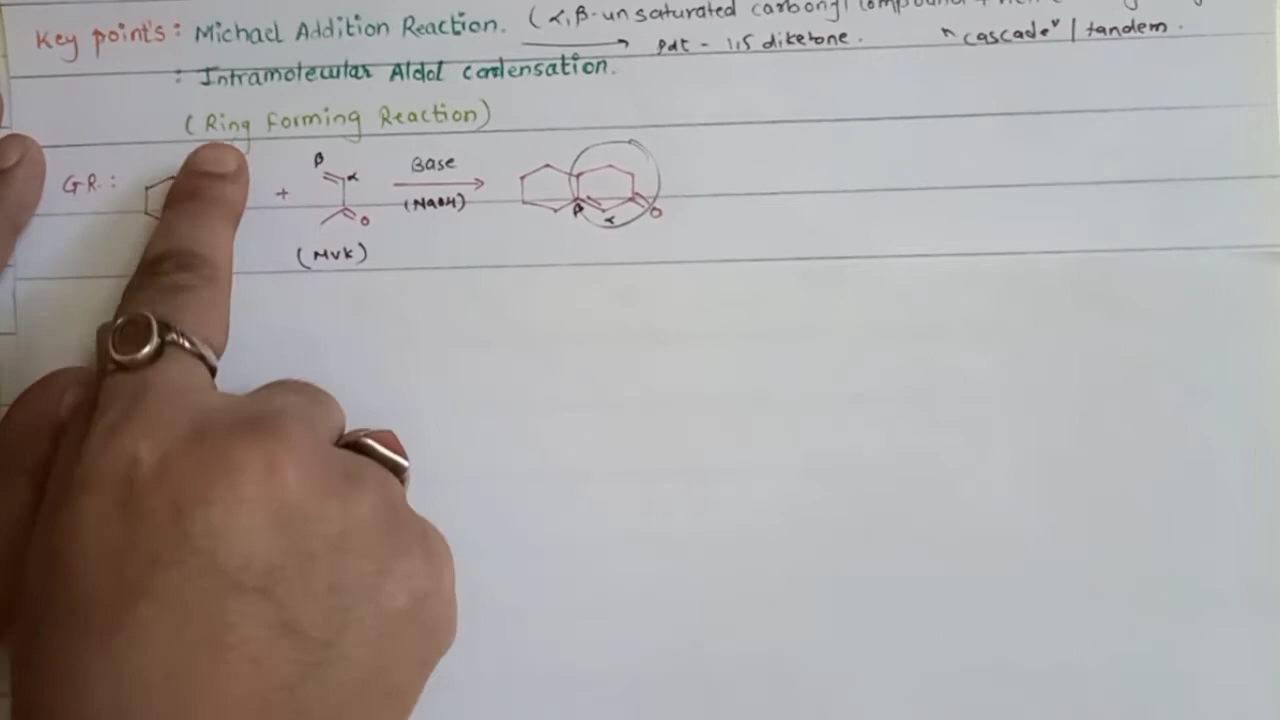 Key point's : Michael Addition Reaction. (α,β-unsaturated carbonyl
→ pdt - 1,5 diketone. "cascade" / tandem.
: Intramolecular Aldol condensation.
(Ring Forming Reaction)
G.R. : + β α O Base (NaOH) β α O
(MVK)